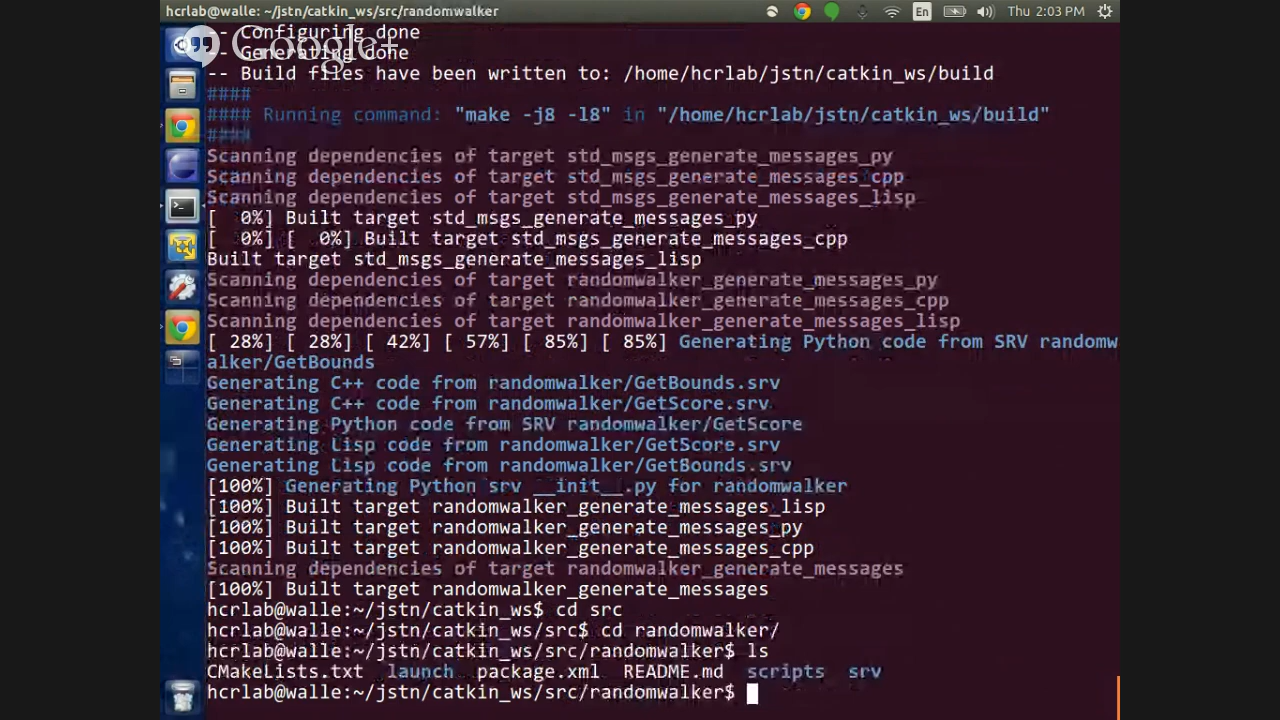 hcrlab@walle: ~/jstn/catkin_ws/src/randomwalker En Thu 2:03 PM
Google+
-- Configuring done
-- Generating done
-- Build files have been written to: /home/hcrlab/jstn/catkin_ws/build
####
#### Running command: "make -j8 -l8" in "/home/hcrlab/jstn/catkin_ws/build"
####
Scanning dependencies of target std_msgs_generate_messages_py
Scanning dependencies of target std_msgs_generate_messages_cpp
Scanning dependencies of target std_msgs_generate_messages_lisp
[  0%] Built target std_msgs_generate_messages_py
[  0%] [  0%] Built target std_msgs_generate_messages_cpp
Built target std_msgs_generate_messages_lisp
Scanning dependencies of target randomwalker_generate_messages_py
Scanning dependencies of target randomwalker_generate_messages_cpp
Scanning dependencies of target randomwalker_generate_messages_lisp
[ 28%] [ 28%] [ 42%] [ 57%] [ 85%] [ 85%] Generating Python code from SRV randomw
alker/GetBounds
Generating C++ code from randomwalker/GetBounds.srv
Generating C++ code from randomwalker/GetScore.srv
Generating Python code from SRV randomwalker/GetScore
Generating Lisp code from randomwalker/GetScore.srv
Generating Lisp code from randomwalker/GetBounds.srv
[100%] Generating Python srv __init__.py for randomwalker
[100%] Built target randomwalker_generate_messages_lisp
[100%] Built target randomwalker_generate_messages_py
[100%] Built target randomwalker_generate_messages_cpp
Scanning dependencies of target randomwalker_generate_messages
[100%] Built target randomwalker_generate_messages
hcrlab@walle:~/jstn/catkin_ws$ cd src
hcrlab@walle:~/jstn/catkin_ws/src$ cd randomwalker/
hcrlab@walle:~/jstn/catkin_ws/src/randomwalker$ ls
CMakeLists.txt  launch  package.xml  README.md  scripts  srv
hcrlab@walle:~/jstn/catkin_ws/src/randomwalker$